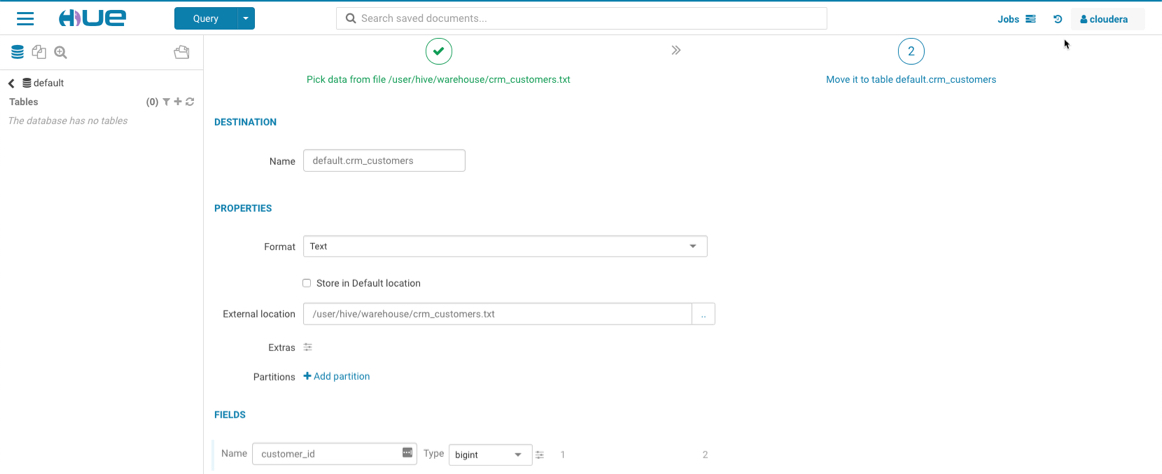 HUE
Query
Search saved documents...
Jobs
cloudera
default
Tables (0)
The database has no tables
Pick data from file /user/hive/warehouse/crm_customers.txt
2
Move it to table default.crm_customers
DESTINATION
Name default.crm_customers
PROPERTIES
Format Text
Store in Default location
External location /user/hive/warehouse/crm_customers.txt ..
Extras
Partitions + Add partition
FIELDS
Name customer_id Type bigint 1 2